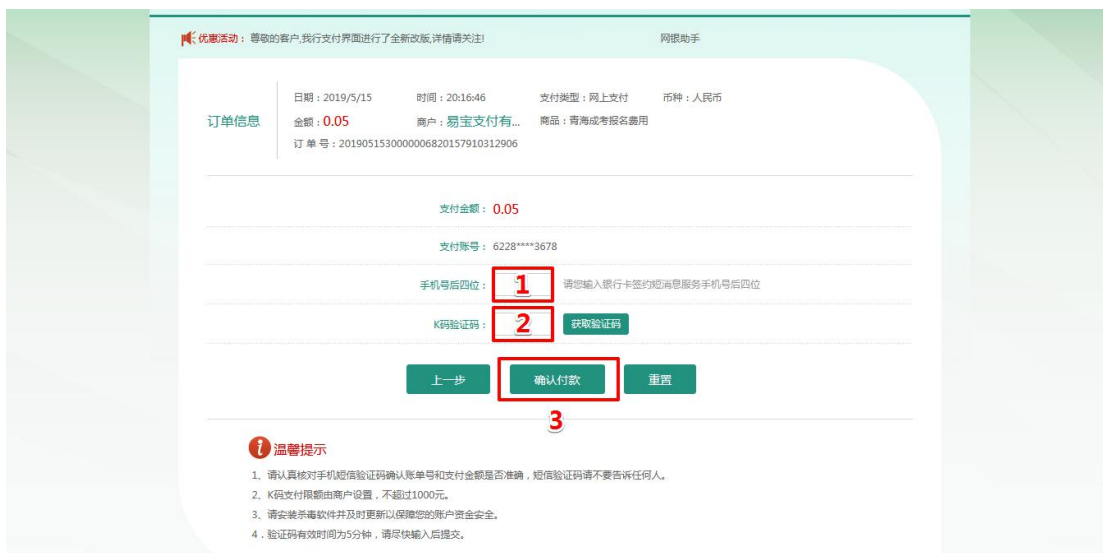 优惠活动：尊敬的客户,我行支付界面进行了全新改版,详情请关注! 网银助手
日期：2019/5/15 时间：20:16:46 支付类型：网上支付 币种：人民币
订单信息 金额：0.05 商户：易宝支付有... 商品：青海成考报名费用
订 单 号：20190515300000006820157910312906
支付金额： 0.05
支付账号： 6228****3678
手机号后四位： 1 请您输入银行卡签约短消息服务手机号后四位
K码验证码： 2 获取验证码
上一步 确认付款 重置
3
温馨提示
1、请认真核对手机短信验证码确认账单号和支付金额是否准确，短信验证码请不要告诉任何人。
2、K码支付限额由商户设置，不超过1000元。
3、请安装杀毒软件并及时更新以保障您的账户资金安全。
4．验证码有效时间为5分钟，请尽快输入后提交。